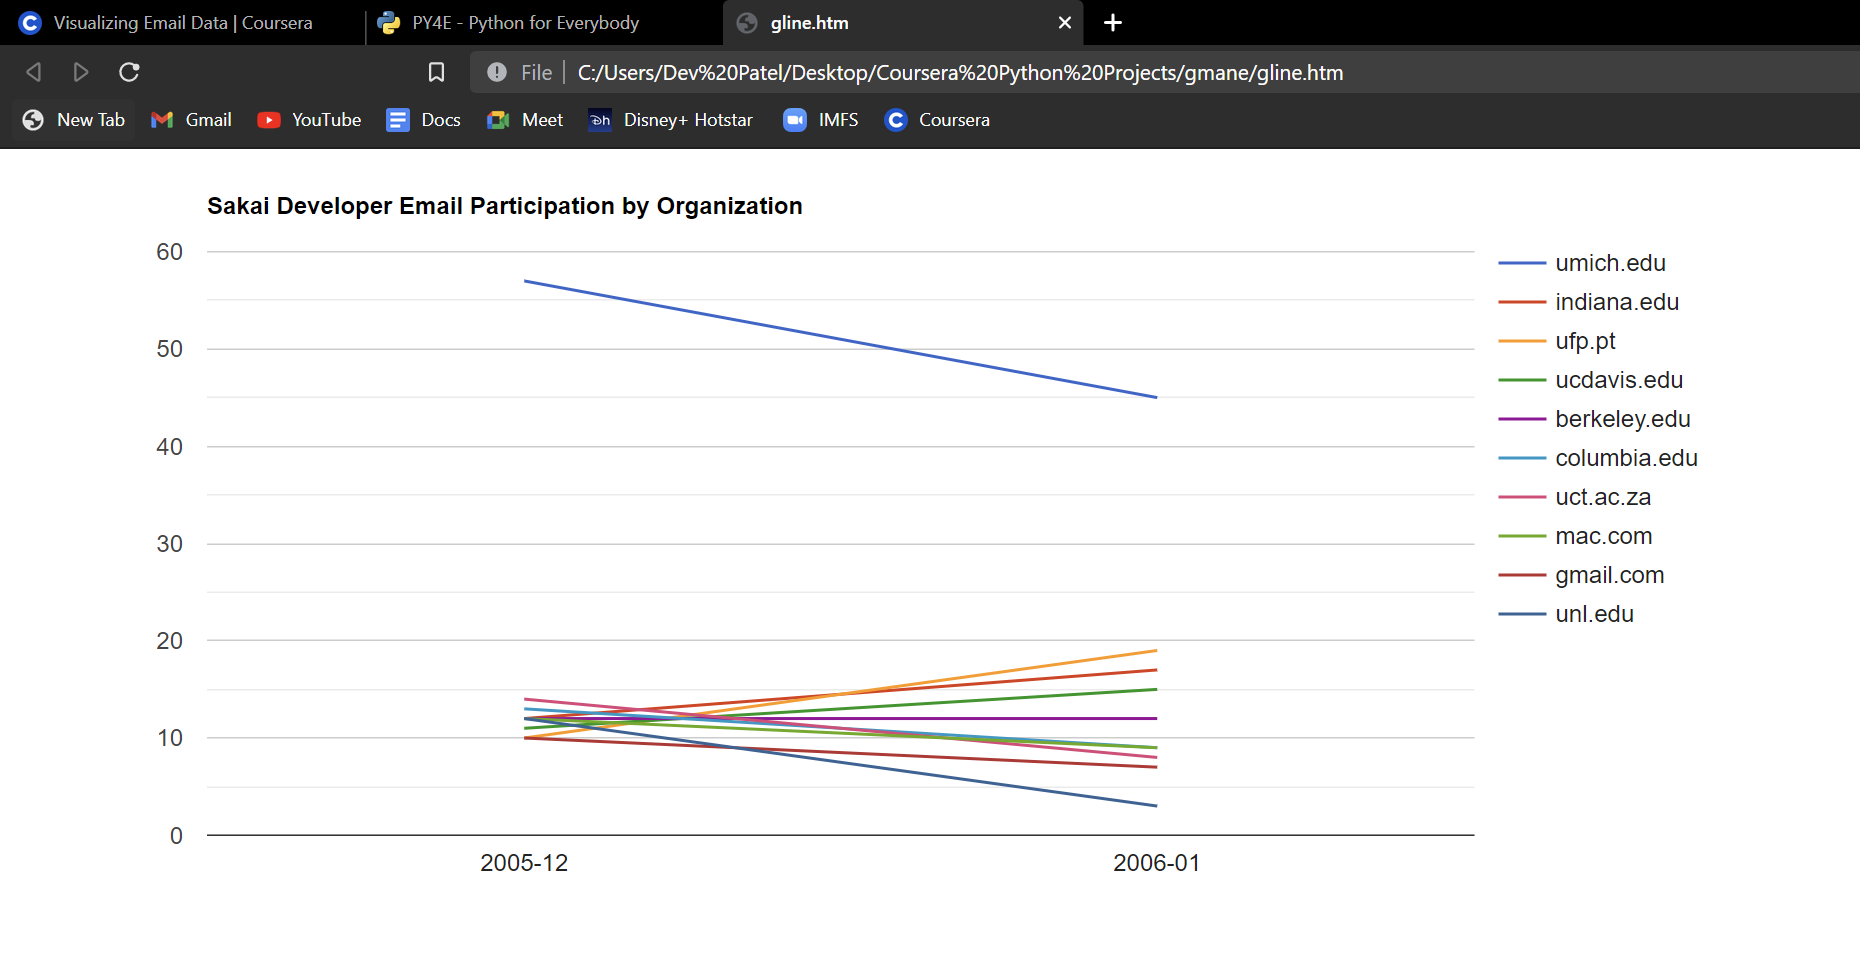 Visualizing Email Data | Coursera
PY4E - Python for Everybody
gline.htm
File
C:/Users/Dev%20Patel/Desktop/Coursera%20Python%20Projects/gmane/gline.htm
New Tab
Gmail
YouTube
Docs
Meet
Disney+ Hotstar
IMFS
Coursera
Sakai Developer Email Participation by Organization
60
50
40
30
20
10
0
2005-12
2006-01
umich.edu
indiana.edu
ufp.pt
ucdavis.edu
berkeley.edu
columbia.edu
uct.ac.za
mac.com
gmail.com
unl.edu